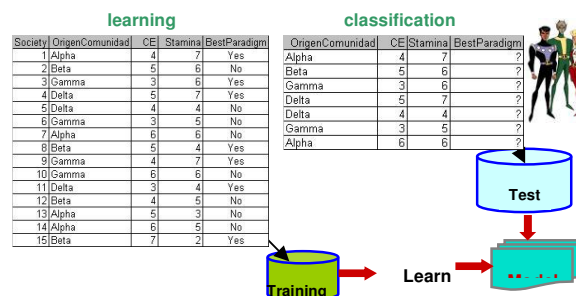 learning
classification
Society OrigenComunidad CE Stamina BestParadigm
1 Alpha 4 7 Yes
2 Beta 5 6 No
3 Gamma 3 6 Yes
4 Delta 5 7 Yes
5 Delta 4 4 No
6 Gamma 3 5 No
7 Alpha 6 6 No
8 Beta 5 4 Yes
9 Gamma 4 7 Yes
10 Gamma 6 6 No
11 Delta 3 4 Yes
12 Beta 4 5 No
13 Alpha 5 3 No
14 Alpha 6 5 No
15 Beta 7 2 Yes
OrigenComunidad CE Stamina BestParadigm
Alpha 4 7 ?
Beta 5 6 ?
Gamma 3 6 ?
Delta 5 7 ?
Delta 4 4 ?
Gamma 3 5 ?
Alpha 6 6 ?
Test
Training
Learn
Model